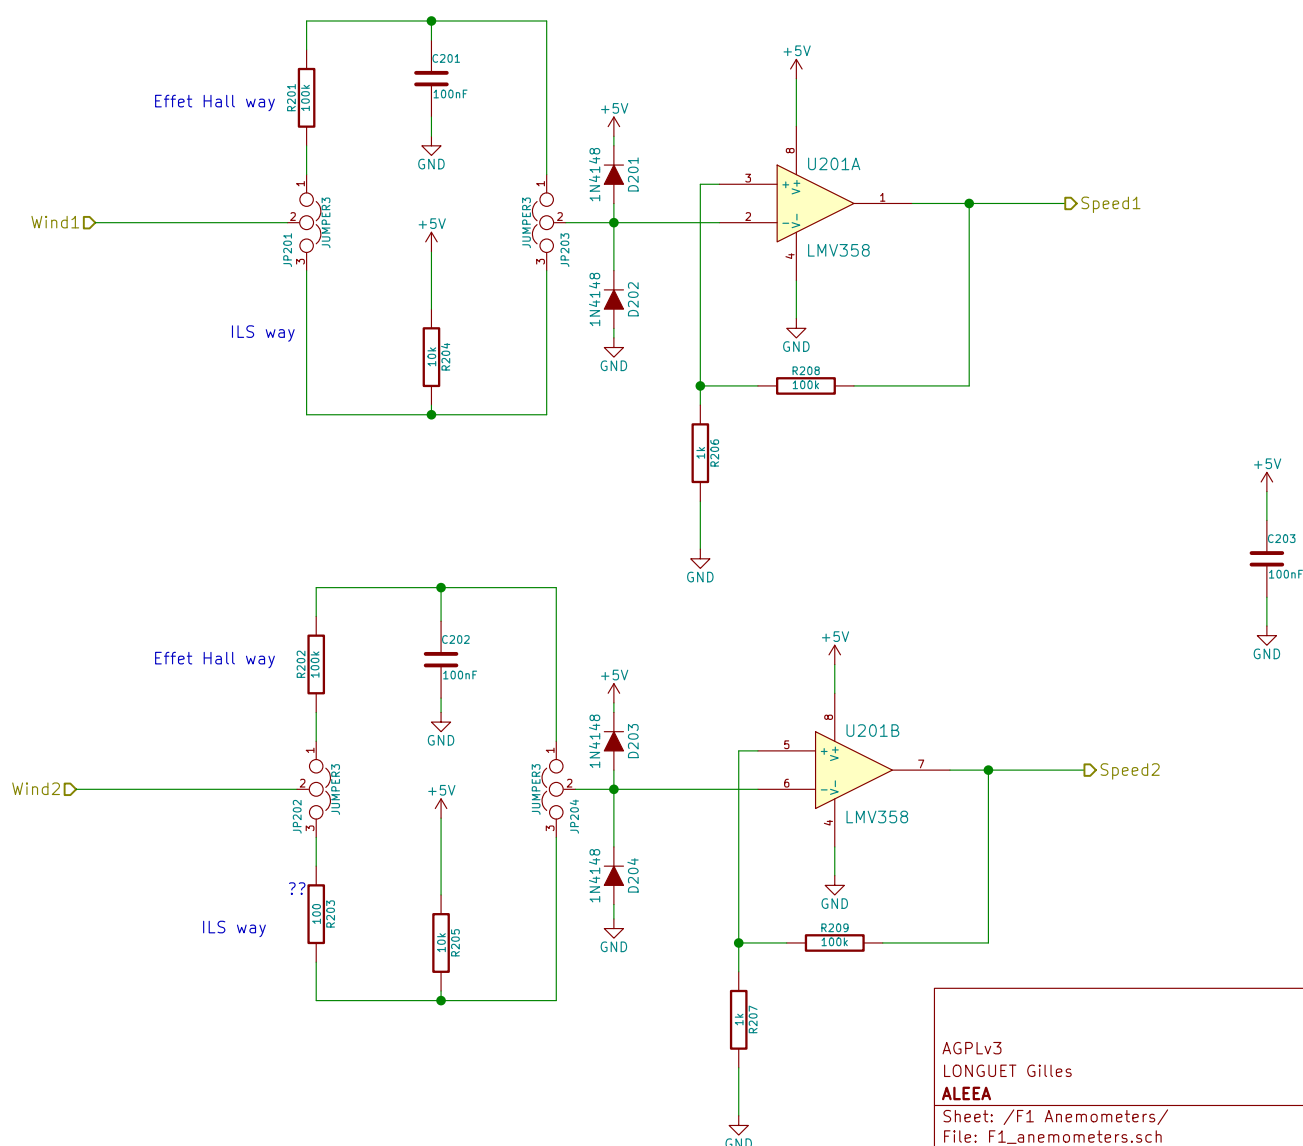 C201
100nF
GND
Effet Hall way
R201
100k
1
2
3
JP201
JUMPER3
Wind1
ILS way
+5V
10k
R204
1
2
3
JUMPER3
JP203
+5V
1N4148
D201
1N4148
D202
GND
+5V
8
U201A
3
2
+
-
V+
V-
1
4
LMV358
GND
Speed1
R208
100k
1k
R206
GND
+5V
C203
100nF
GND
C202
100nF
GND
Effet Hall way
R202
100k
1
2
3
JP202
JUMPER3
Wind2
??
100
R203
ILS way
+5V
10k
R205
1
2
3
JUMPER3
JP204
+5V
1N4148
D203
1N4148
D204
GND
+5V
8
U201B
5
6
+
-
V+
V-
7
4
LMV358
GND
Speed2
R209
100k
1k
R207
GND
AGPLv3
LONGUET Gilles
ALEEA
Sheet: /F1 Anemometers/
File: F1_anemometers.sch